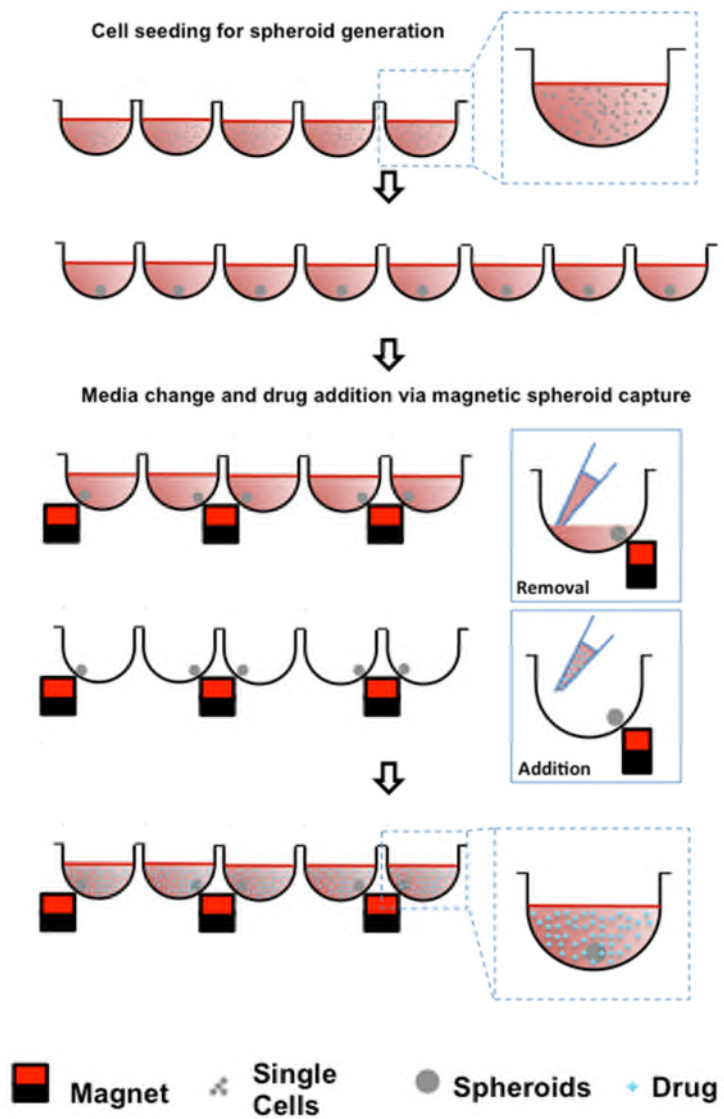 Cell seeding for spheroid generation
Media change and drug addition via magnetic spheroid capture
Removal
Addition
Magnet
Single
Cells
Spheroids
Drug